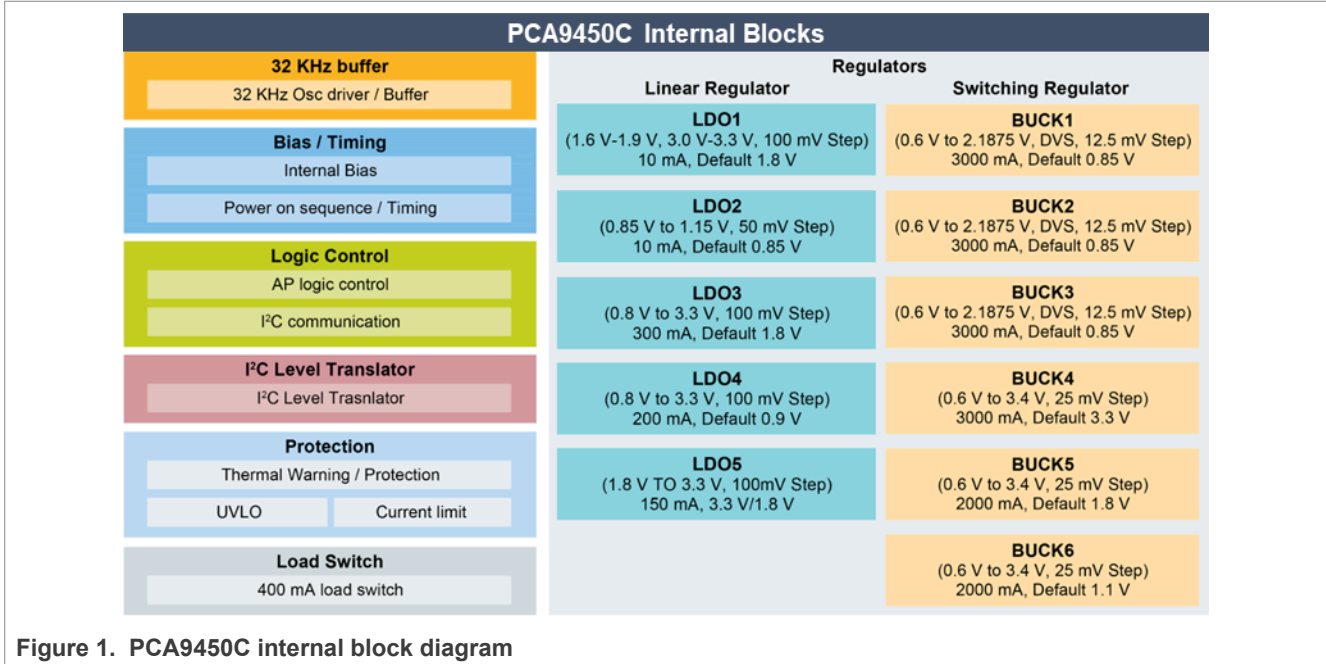 PCA9450C Internal Blocks
32 KHz buffer
32 KHz Osc driver / Buffer
Bias / Timing
Internal Bias
Power on sequence / Timing
Logic Control
AP logic control
I²C communication
I²C Level Translator
I²C Level Trasnlator
Protection
Thermal Warning / Protection
UVLO
Current limit
Load Switch
400 mA load switch
Regulators
Linear Regulator
LDO1
(1.6 V-1.9 V, 3.0 V-3.3 V, 100 mV Step)
10 mA, Default 1.8 V
LDO2
(0.85 V to 1.15 V, 50 mV Step)
10 mA, Default 0.85 V
LDO3
(0.8 V to 3.3 V, 100 mV Step)
300 mA, Default 1.8 V
LDO4
(0.8 V to 3.3 V, 100 mV Step)
200 mA, Default 0.9 V
LDO5
(1.8 V TO 3.3 V, 100mV Step)
150 mA, 3.3 V/1.8 V
Switching Regulator
BUCK1
(0.6 V to 2.1875 V, DVS, 12.5 mV Step)
3000 mA, Default 0.85 V
BUCK2
(0.6 V to 2.1875 V, DVS, 12.5 mV Step)
3000 mA, Default 0.85 V
BUCK3
(0.6 V to 2.1875 V, DVS, 12.5 mV Step)
3000 mA, Default 0.85 V
BUCK4
(0.6 V to 3.4 V, 25 mV Step)
3000 mA, Default 3.3 V
BUCK5
(0.6 V to 3.4 V, 25 mV Step)
2000 mA, Default 1.8 V
BUCK6
(0.6 V to 3.4 V, 25 mV Step)
2000 mA, Default 1.1 V
Figure 1. PCA9450C internal block diagram